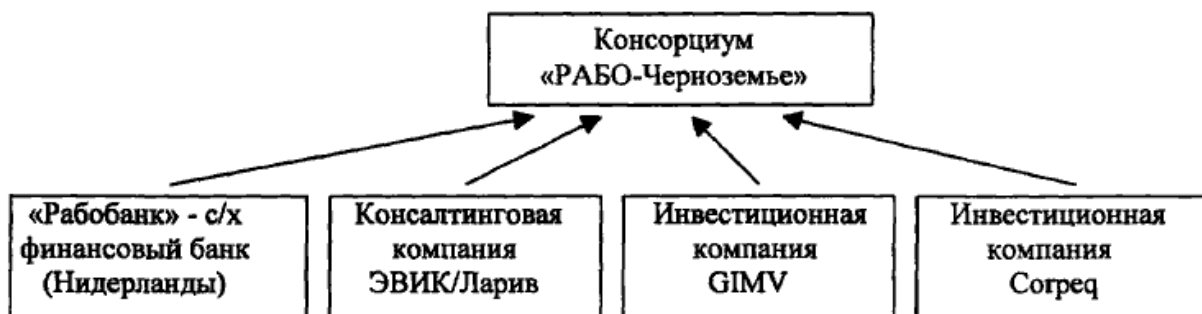 Консорциум
«РАБО-Черноземье»
«Рабобанк» - с/х
финансовый банк
(Нидерланды)
Консалтинговая
компания
ЭВИК/Ларив
Инвестиционная
компания
GIMV
Инвестиционная
компания
Corpeq